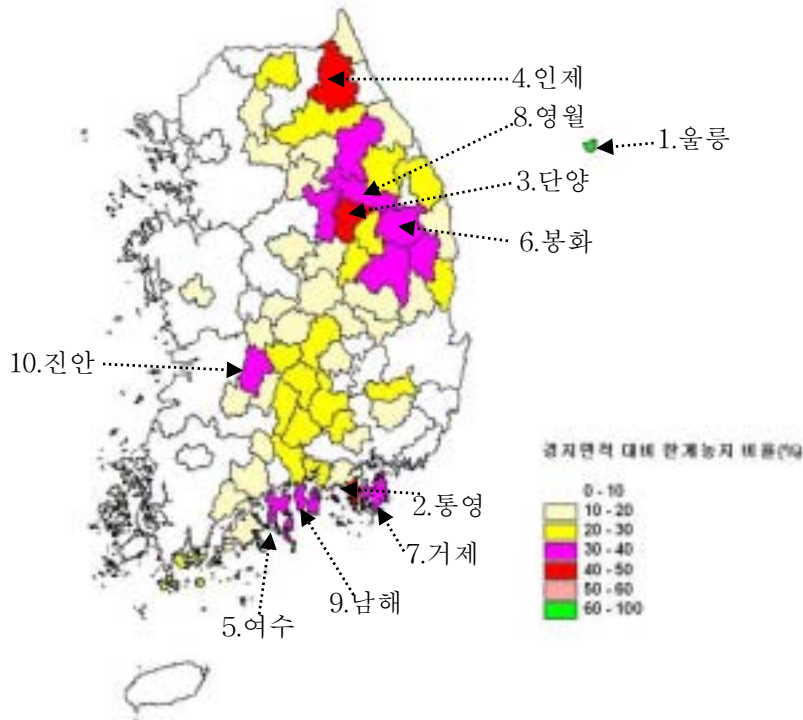 4.인제
8.영월
1.울릉
3.단양
6.봉화
10.진안
경지면적 대비 한계농지 비율(%)
0 - 10
10 - 20
20 - 30
30 - 40
40 - 50
50 - 60
60 - 100
2.통영
7.거제
9.남해
5.여수